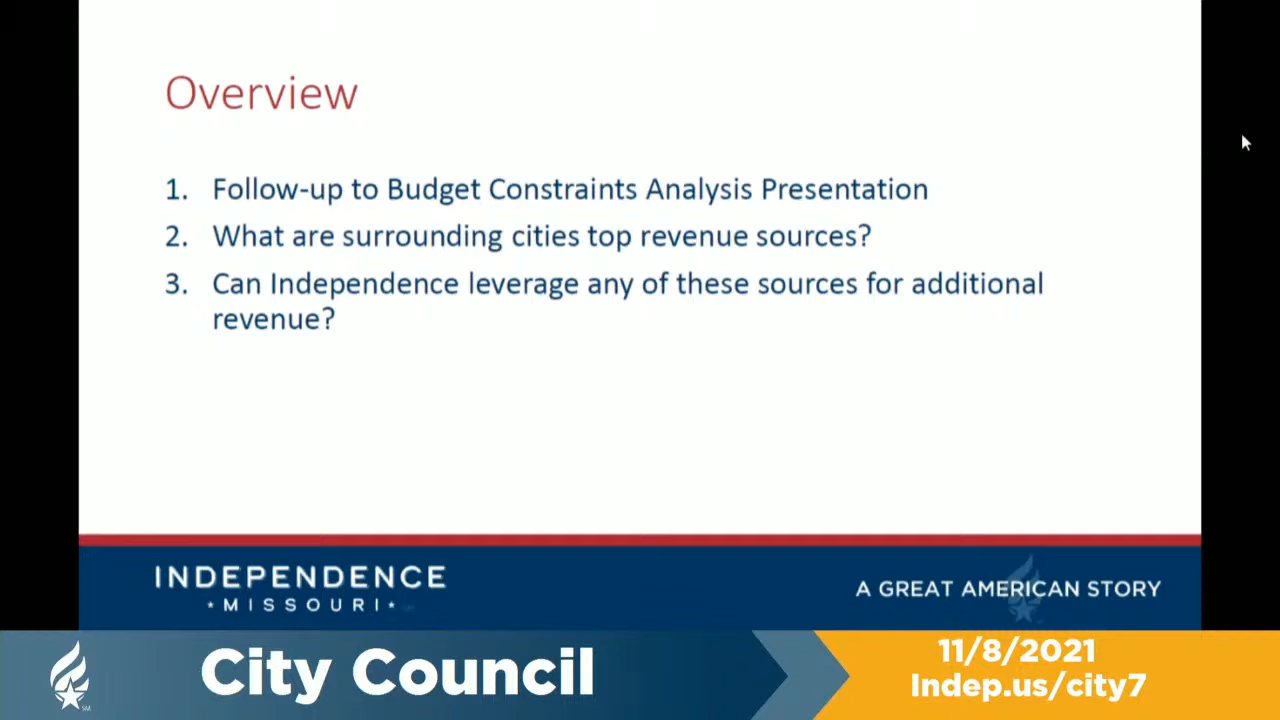 Overview
1. Follow-up to Budget Constraints Analysis Presentation
2. What are surrounding cities top revenue sources?
3. Can Independence leverage any of these sources for additional
revenue?
INDEPENDENCE
★ MISSOURI ★
A GREAT AMERICAN STORY
City Council
SM
11/8/2021
Indep.us/city7